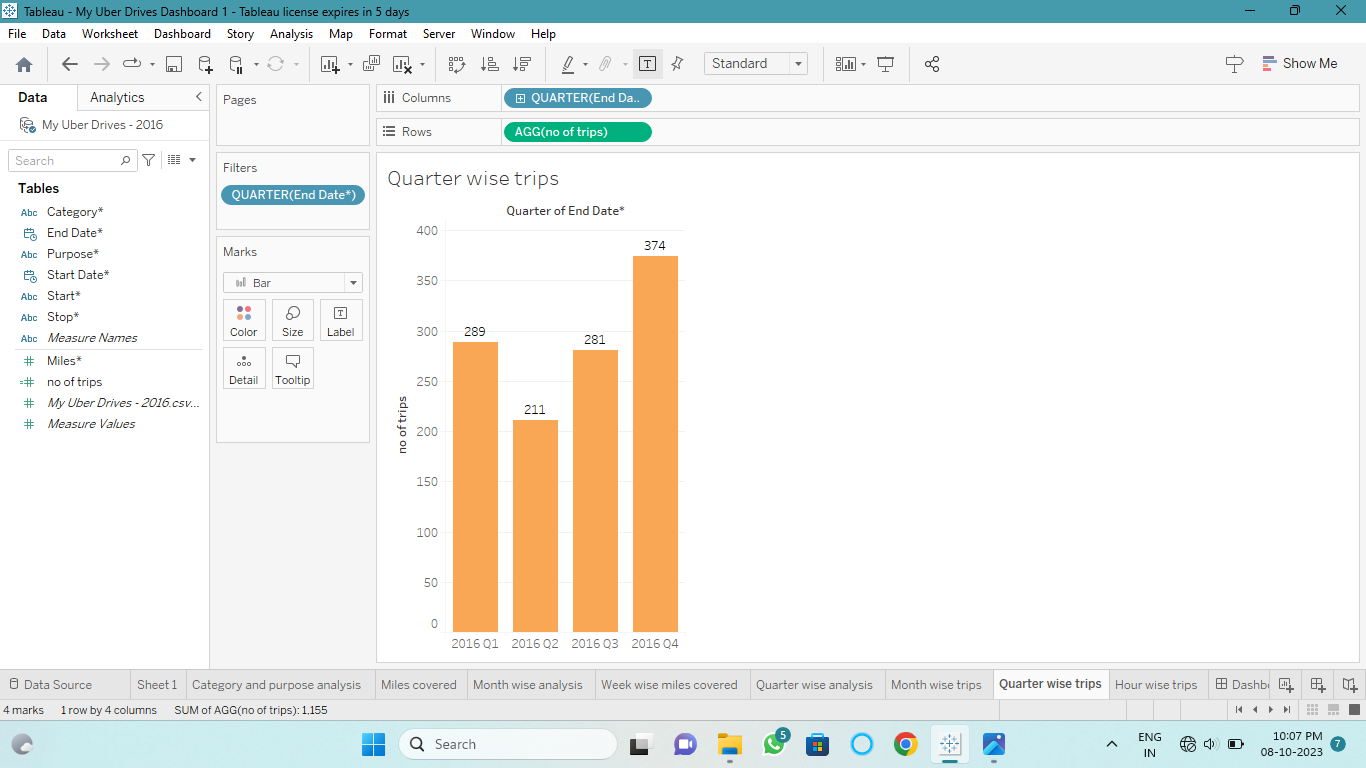 Tableau - My Uber Drives Dashboard 1 - Tableau license expires in 5 days
File Data Worksheet Dashboard Story Analysis Map Format Server Window Help
Standard
Show Me
Data Analytics
My Uber Drives - 2016
Search
Tables
Abc Category*
End Date*
Abc Purpose*
Start Date*
Abc Start*
Abc Stop*
Abc Measure Names
# Miles*
=# no of trips
# My Uber Drives - 2016.csv...
# Measure Values
Pages
Filters
QUARTER(End Date*)
Marks
Bar
Color Size Label
Detail Tooltip
Columns QUARTER(End Da..
Rows AGG(no of trips)
Quarter wise trips
Quarter of End Date*
400
350
300
250
200
150
100
50
0
no of trips
289
211
281
374
2016 Q1 2016 Q2 2016 Q3 2016 Q4
Data Source Sheet 1 Category and purpose analysis Miles covered Month wise analysis Week wise miles covered Quarter wise analysis Month wise trips Quarter wise trips Hour wise trips Dashb
4 marks 1 row by 4 columns SUM of AGG(no of trips): 1,155
Search
5
ENG
IN
10:07 PM
08-10-2023
7